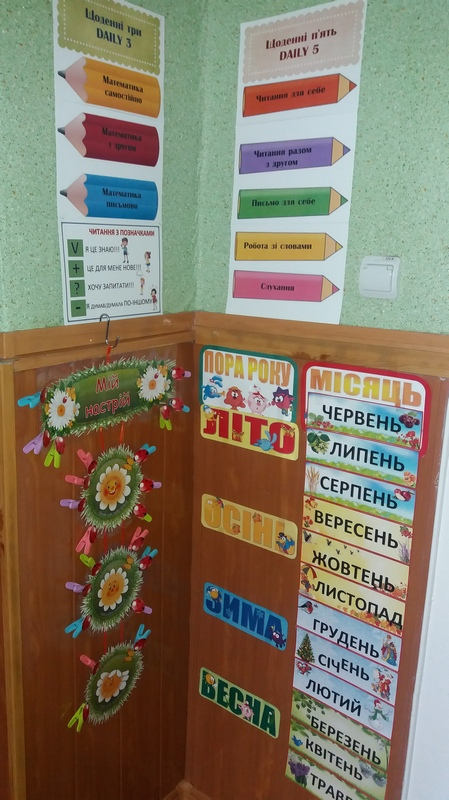 Щоденні три
DAILY 3
Математика
самостійно
Математика
з другом
Математика
письмово
ЧИТАННЯ З ПОЗНАЧКАМИ
V Я ЦЕ ЗНАЮ!!!
+ ЦЕ ДЛЯ МЕНЕ НОВЕ!!!
? ХОЧУ ЗАПИТАТИ!!!
- Я ДУМАВ/ДУМАЛА ПО-ІНШОМУ
Щоденні п'ять
DAILY 5
Читання для себе
Читання разом
з другом
Письмо для себе
Робота зі словами
Слухання
Мій
настрій
ПОРА РОКУ
ЛІТО
ОСІНЬ
ЗИМА
ВЕСНА
МІСЯЦЬ
ЧЕРВЕНЬ
ЛИПЕНЬ
СЕРПЕНЬ
ВЕРЕСЕНЬ
ЖОВТЕНЬ
ЛИСТОПАД
ГРУДЕНЬ
СІЧЕНЬ
ЛЮТИЙ
БЕРЕЗЕНЬ
КВІТЕНЬ
ТРАВ